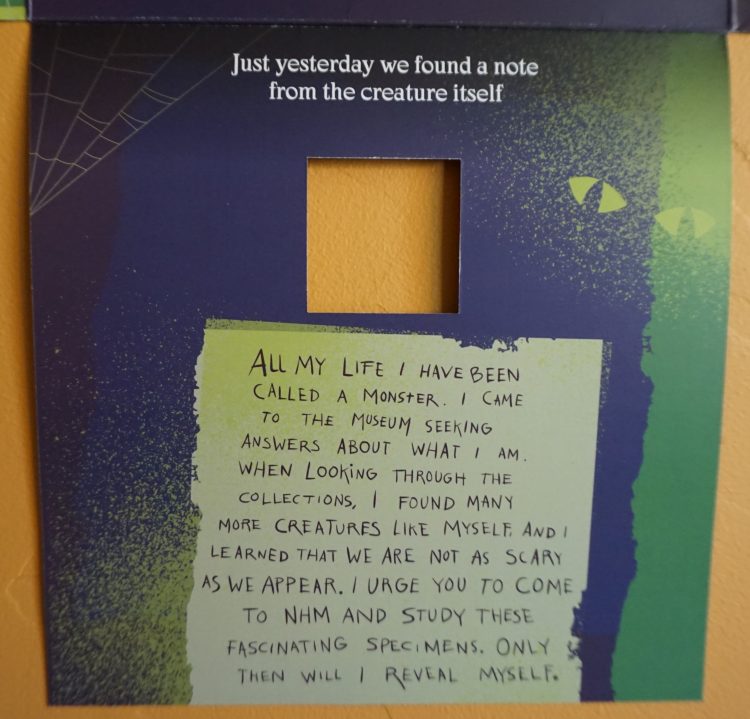 Just yesterday we found a note
from the creature itself
ALL MY LIFE I HAVE BEEN
CALLED A MONSTER. I CAME
TO THE MUSEUM SEEKING
ANSWERS ABOUT WHAT I AM.
WHEN LOOKING THROUGH THE
COLLECTIONS, I FOUND MANY
MORE CREATURES LIKE MYSELF, AND I
LEARNED THAT WE ARE NOT AS SCARY
AS WE APPEAR. I URGE YOU TO COME
TO NHM AND STUDY THESE
FASCINATING SPECIMENS. ONLY
THEN WILL I REVEAL MYSELF.